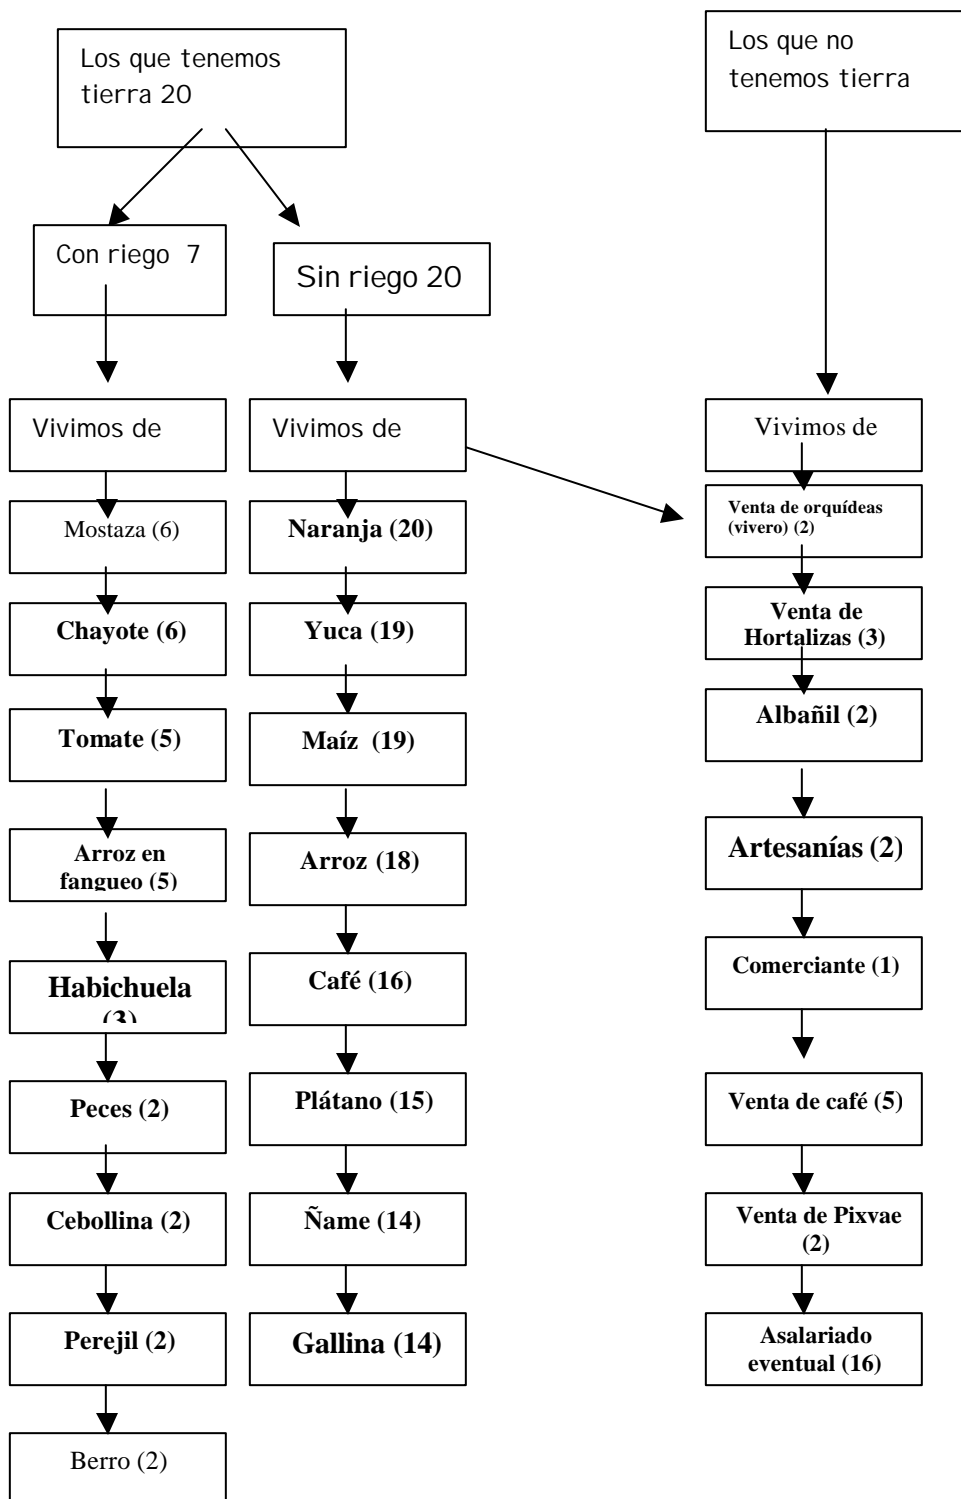 Los que tenemos
tierra 20
Los que no
tenemos tierra
Con riego 7
Sin riego 20
Vivimos de
Vivimos de
Vivimos de
Mostaza (6)
Chayote (6)
Tomate (5)
Arroz en
fangueo (5)
Habichuela
(3)
Peces (2)
Cebollina (2)
Perejil (2)
Berro (2)
Naranja (20)
Yuca (19)
Maíz (19)
Arroz (18)
Café (16)
Plátano (15)
Ñame (14)
Gallina (14)
Venta de orquídeas
(vivero) (2)
Venta de
Hortalizas (3)
Albañil (2)
Artesanías (2)
Comerciante (1)
Venta de café (5)
Venta de Pixvae
(2)
Asalariado
eventual (16)